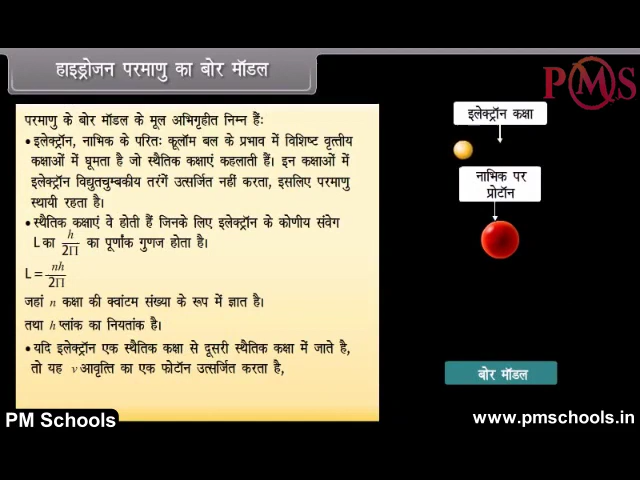 हाइड्रोजन परमाणु का बोर मॉडल
PMS
परमाणु के बोर मॉडल के मूल अभिगृहीत निम्न हैं:
• इलेक्ट्रॉन, नाभिक के परितः कूलॉम बल के प्रभाव में विशिष्ट वृत्तीय
कक्षाओं में घूमता है जो स्थैतिक कक्षाएं कहलाती हैं। इन कक्षाओं में
इलेक्ट्रॉन विद्युतचुम्बकीय तरंगें उत्सर्जित नहीं करता, इसलिए परमाणु
स्थायी रहता है।
• स्थैतिक कक्षाएं वे होती हैं जिनके लिए इलेक्ट्रॉन के कोणीय संवेग
L का h/2Π का पूर्णांक गुणज होता है।
L = nh/2Π
जहां n कक्षा की क्वांटम संख्या के रूप में ज्ञात है।
तथा h प्लांक का नियतांक है।
• यदि इलेक्ट्रॉन एक स्थैतिक कक्षा से दूसरी स्थैतिक कक्षा में जाते है,
तो यह v आवृत्ति का एक फोटॉन उत्सर्जित करता है,
इलेक्ट्रॉन कक्षा
नाभिक पर
प्रोटॉन
बोर मॉडल
PM Schools
www.pmschools.in